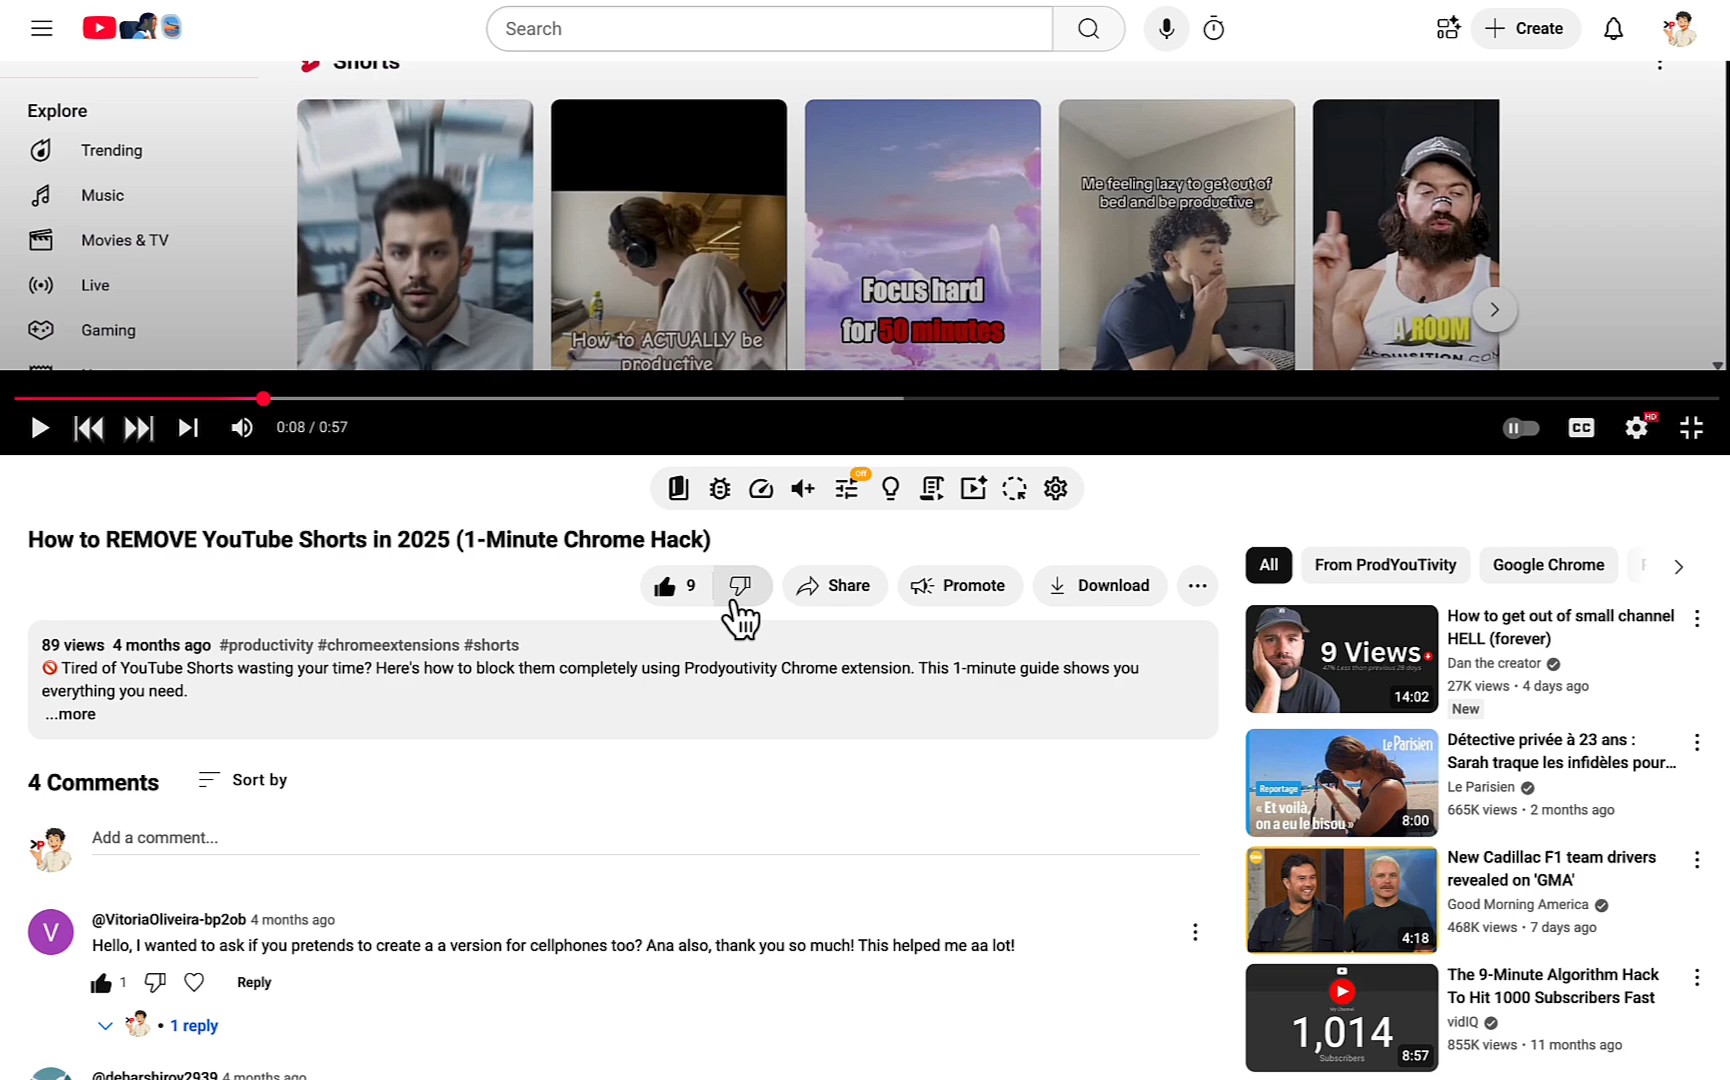 Search
Create
Shorts
Explore
Trending
Music
Movies & TV
Live
Gaming
How to ACTUALLY be
productive
Focus hard
for 50 minutes
Me feeling lazy to get out of
bed and be productive
A ROOM
0:08 / 0:57
CC
HD
Off
How to REMOVE YouTube Shorts in 2025 (1-Minute Chrome Hack)
9
Share
Promote
Download
89 views 4 months ago #productivity #chromeextensions #shorts
🚫 Tired of YouTube Shorts wasting your time? Here's how to block them completely using Prodyoutivity Chrome extension. This 1-minute guide shows you
everything you need.
...more
4 Comments
Sort by
Add a comment...
V
@VitoriaOliveira-bp2ob 4 months ago
Hello, I wanted to ask if you pretends to create a a version for cellphones too? Ana also, thank you so much! This helped me aa lot!
1
Reply
• 1 reply
@debarshiroy2939 4 months ago
All
From ProdYouTivity
Google Chrome
9 Views
14:02
How to get out of small channel
HELL (forever)
Dan the creator
27K views • 4 days ago
New
Le Parisien
Reportage
« Et voilà,
on a eu le bisou »
8:00
Détective privée à 23 ans :
Sarah traque les infidèles pour...
Le Parisien
665K views • 2 months ago
4:18
New Cadillac F1 team drivers
revealed on 'GMA'
Good Morning America
468K views • 7 days ago
1,014
Subscribers
8:57
The 9-Minute Algorithm Hack
To Hit 1000 Subscribers Fast
vidIQ
855K views • 11 months ago